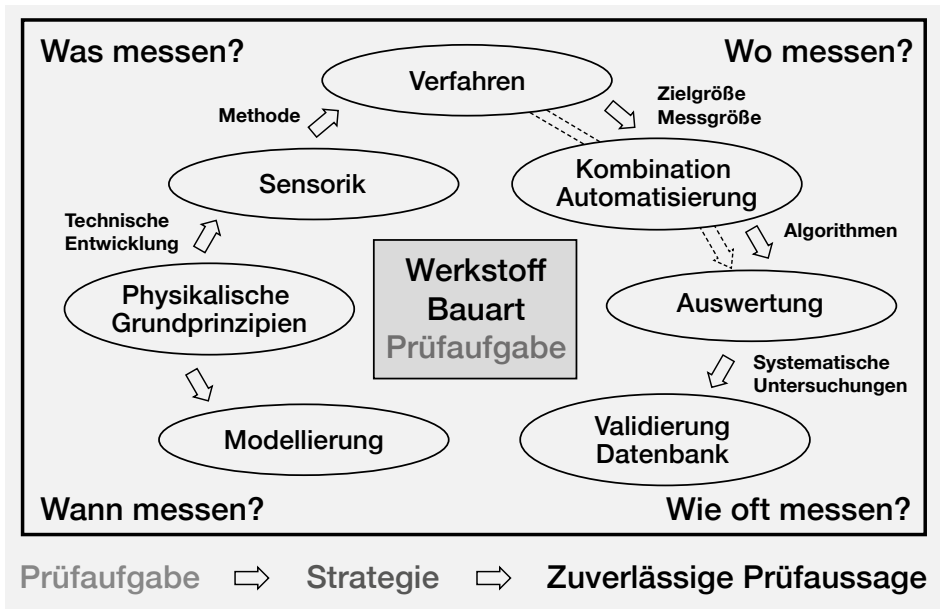 Was messen?
Wo messen?
Verfahren
Methode
Zielgröße
Messgröße
Sensorik
Kombination
Automatisierung
Technische
Entwicklung
Algorithmen
Werkstoff
Bauart
Prüfaufgabe
Physikalische
Grundprinzipien
Auswertung
Systematische
Untersuchungen
Modellierung
Validierung
Datenbank
Wann messen?
Wie oft messen?
Prüfaufgabe
Strategie
Zuverlässige Prüfaussage